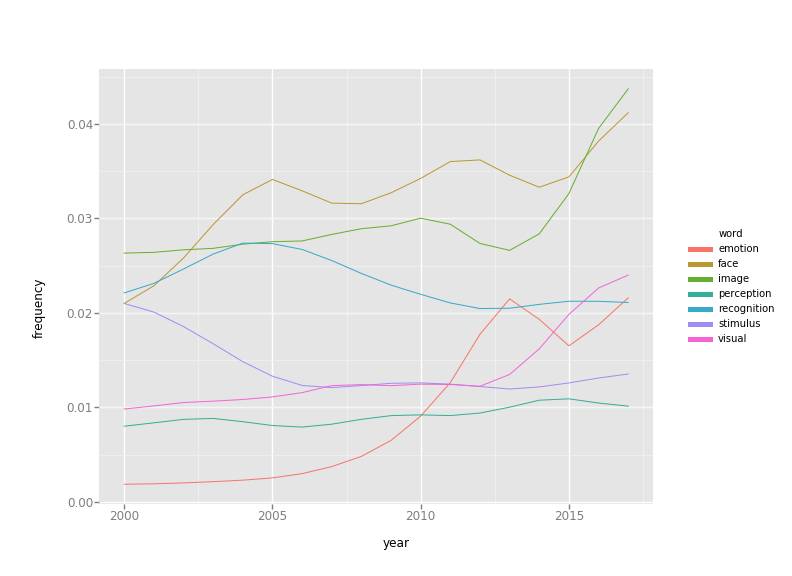 0.04
0.03
0.02
0.01
0.00
frequency
2000 2005 2010 2015
year
word
emotion
face
image
perception
recognition
stimulus
visual